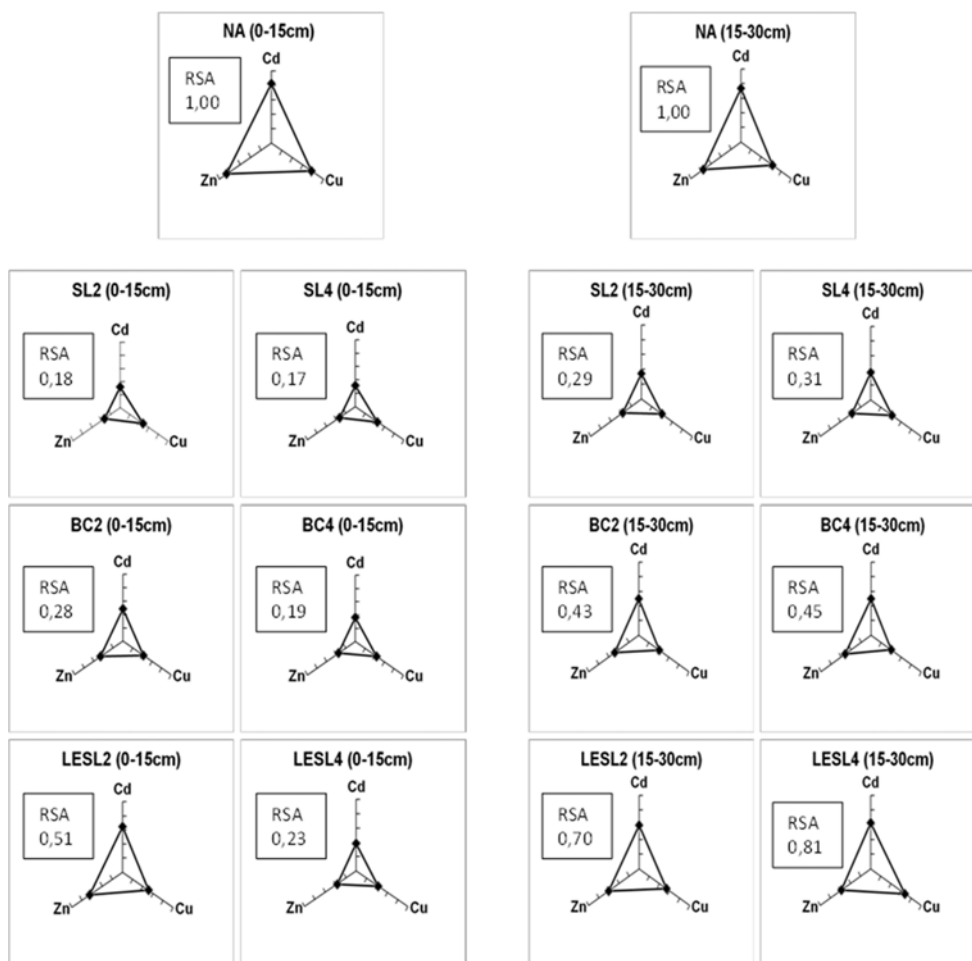 NA (0-15cm)
Cd
RSA
1,00
Zn
Cu
NA (15-30cm)
Cd
RSA
1,00
Zn
Cu
SL2 (0-15cm)
Cd
RSA
0,18
Zn
Cu
SL4 (0-15cm)
Cd
RSA
0,17
Zn
Cu
SL2 (15-30cm)
Cd
RSA
0,29
Zn
Cu
SL4 (15-30cm)
Cd
RSA
0,31
Zn
Cu
BC2 (0-15cm)
Cd
RSA
0,28
Zn
Cu
BC4 (0-15cm)
Cd
RSA
0,19
Zn
Cu
BC2 (15-30cm)
Cd
RSA
0,43
Zn
Cu
BC4 (15-30cm)
Cd
RSA
0,45
Zn
Cu
LESL2 (0-15cm)
Cd
RSA
0,51
Zn
Cu
LESL4 (0-15cm)
Cd
RSA
0,23
Zn
Cu
LESL2 (15-30cm)
Cd
RSA
0,70
Zn
Cu
LESL4 (15-30cm)
Cd
RSA
0,81
Zn
Cu